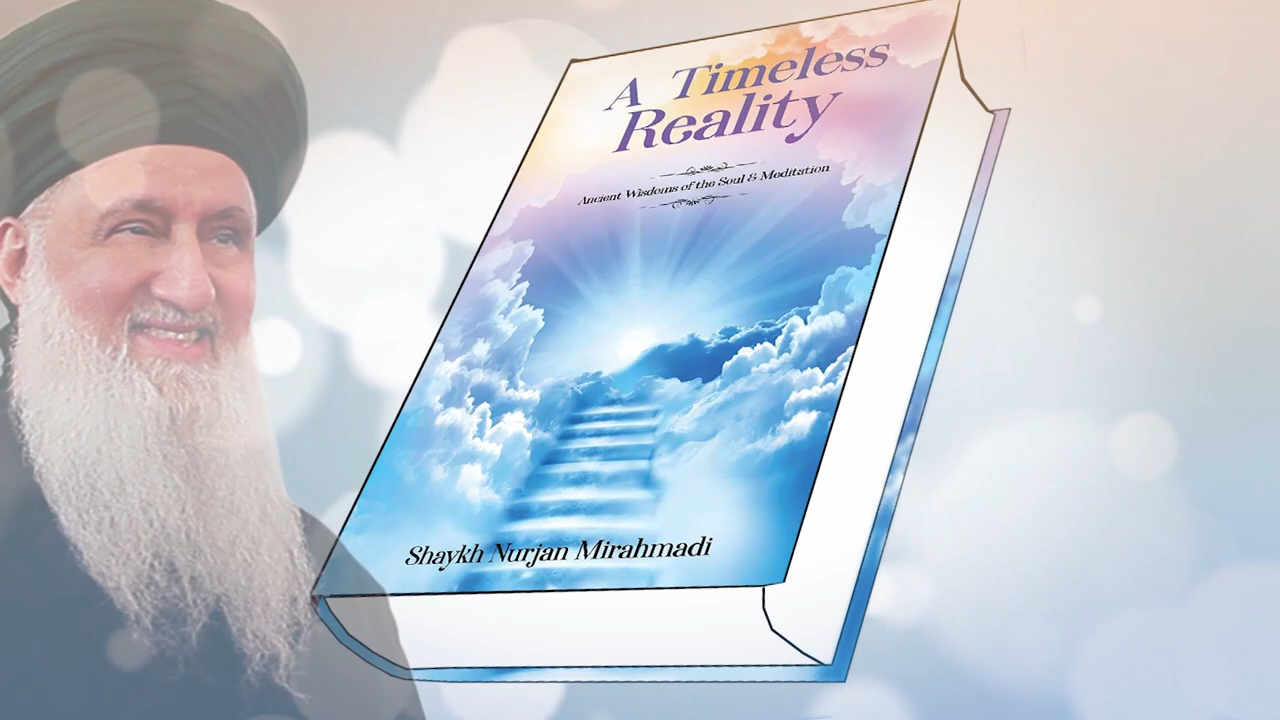 A Timeless
Reality
Ancient Wisdoms of the Soul & Meditation
Shaykh Nurjan Mirahmadi